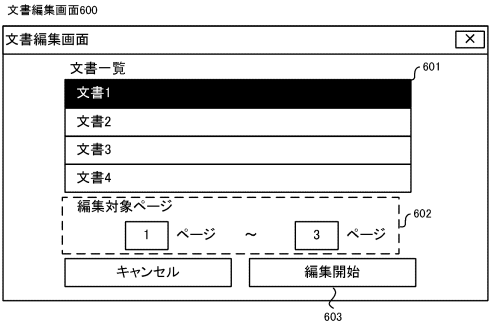 文書編集画面600
文書編集画面 ×
文書一覧 601
文書1
文書2
文書3
文書4
編集対象ページ 602
1 ページ ～ 3 ページ
キャンセル 編集開始
603